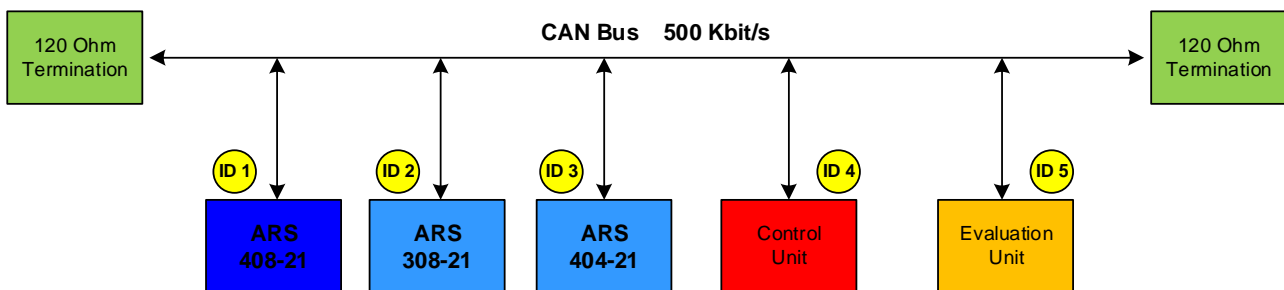 CAN Bus 500 Kbit/s
120 Ohm
Termination
120 Ohm
Termination
ID 1
ID 2
ID 3
ID 4
ID 5
ARS
408-21
ARS
308-21
ARS
404-21
Control
Unit
Evaluation
Unit